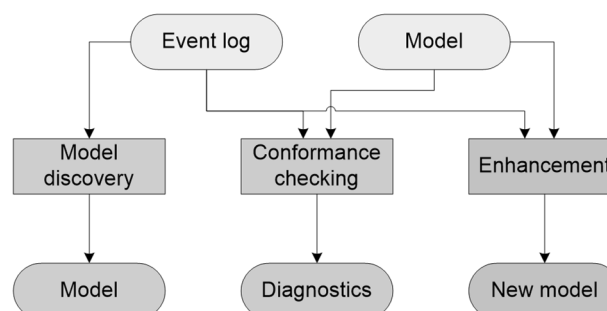 Event log
Model
Model
discovery
Conformance
checking
Enhancement
Model
Diagnostics
New model